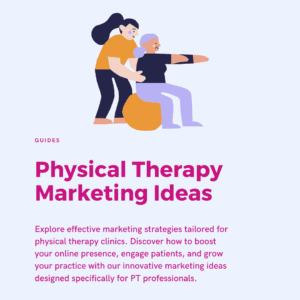 GUIDES
Physical Therapy
Marketing Ideas
Explore effective marketing strategies tailored for
physical therapy clinics. Discover how to boost
your online presence, engage patients, and grow
your practice with our innovative marketing ideas
designed specifically for PT professionals.